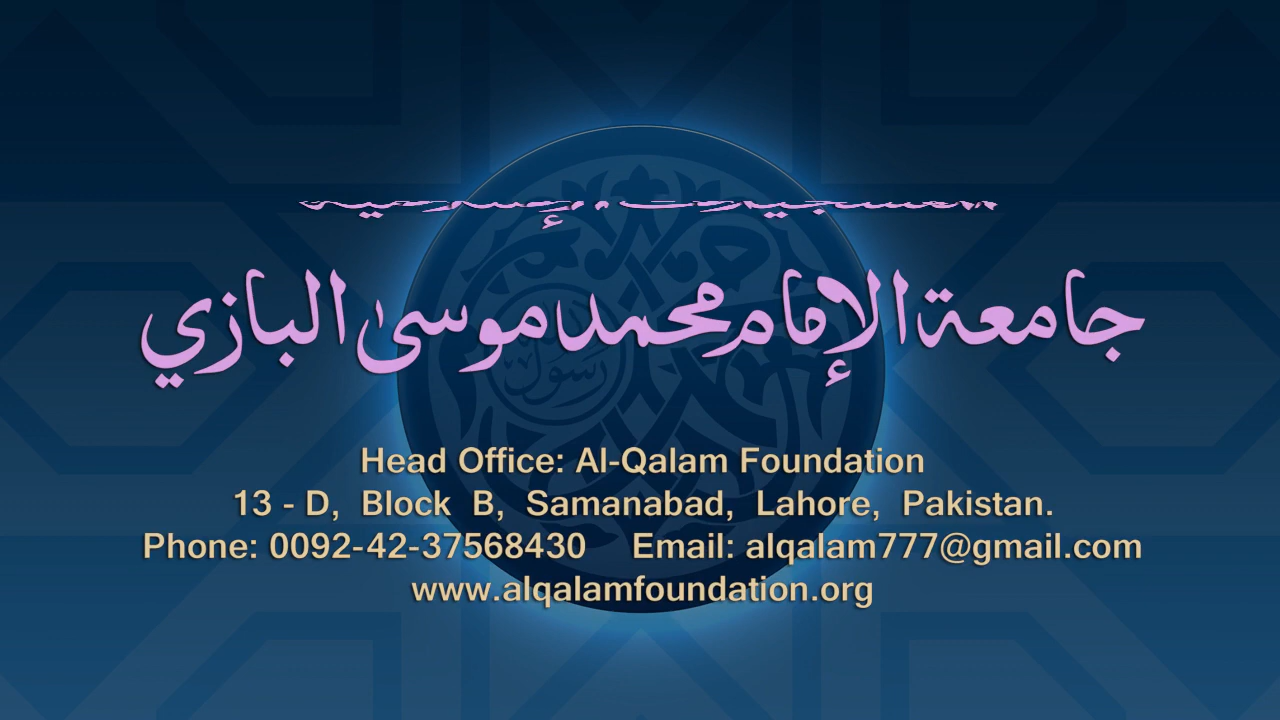 جامعة الإمام محمد موسىٰ البازي
Head Office: Al-Qalam Foundation
13 - D, Block B, Samanabad, Lahore, Pakistan.
Phone: 0092-42-37568430 Email: alqalam777@gmail.com
www.alqalamfoundation.org